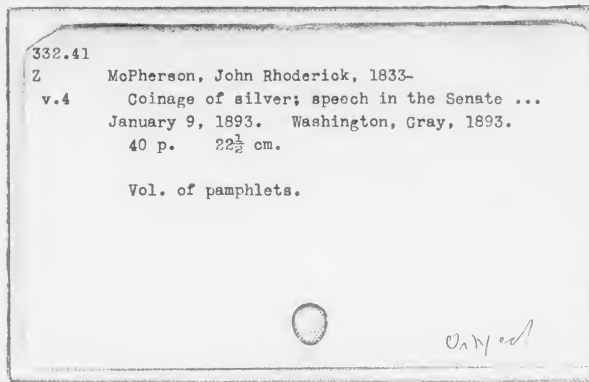 332.41
Z McPherson, John Rhoderick, 1833-
v.4 Coinage of silver; speech in the Senate ...
January 9, 1893. Washington, Gray, 1893.
40 p. 22½ cm.
Vol. of pamphlets.